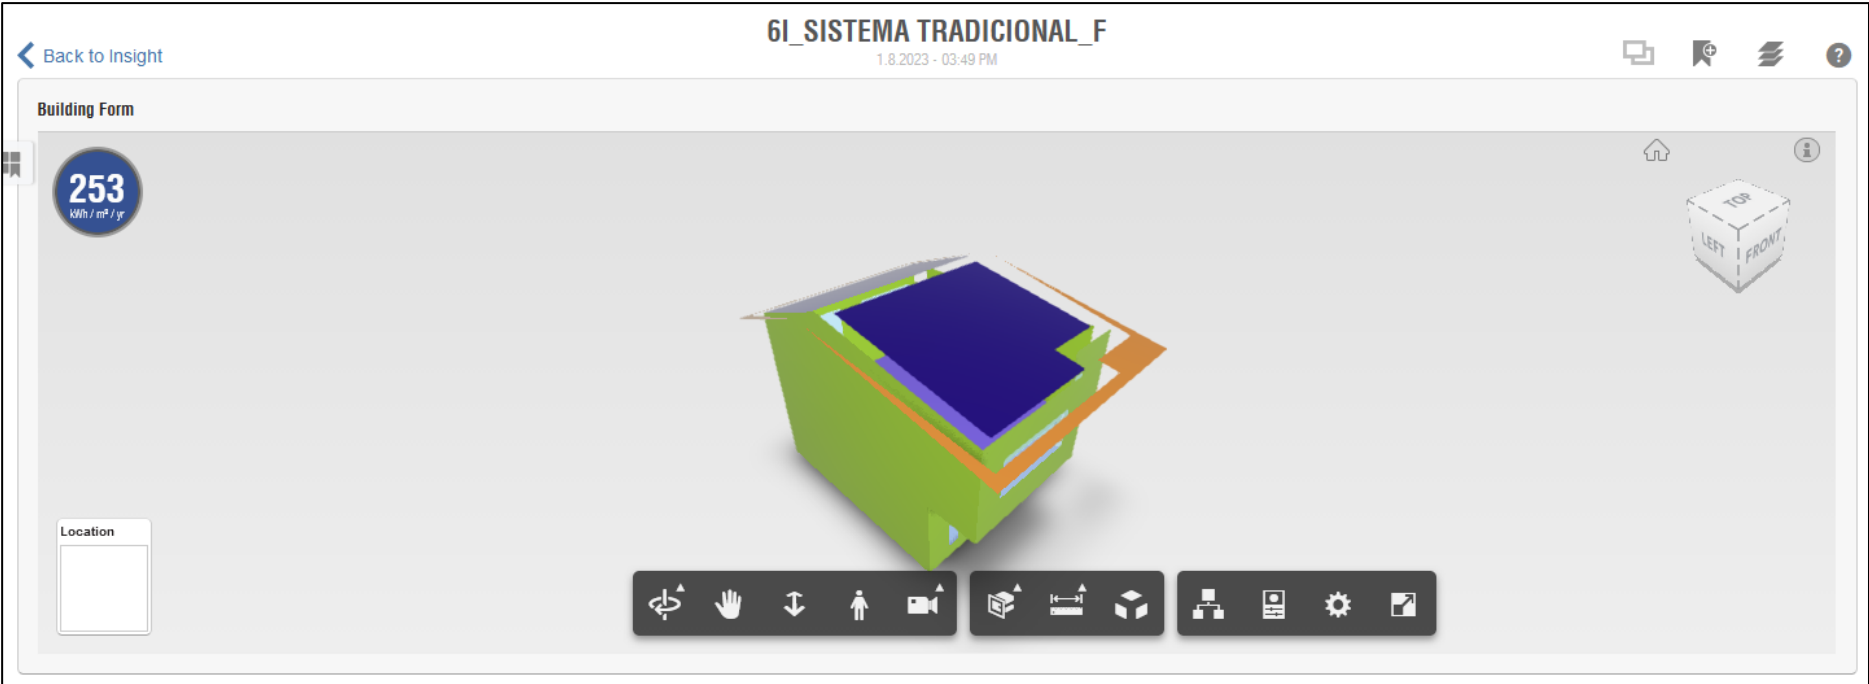 6I_SISTEMA TRADICIONAL_F
1.8.2023 - 03:49 PM
Back to Insight
?
Building Form
253
kWh / m² / yr
i
TOP
LEFT
FRONT
Location